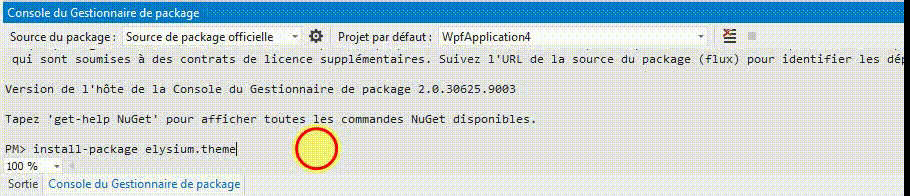 Console du Gestionnaire de package
Source du package : Source de package officielle Projet par défaut : WpfApplication4
qui sont soumises à des contrats de licence supplémentaires. Suivez l'URL de la source du package (flux) pour identifier les dép
Version de l'hôte de la Console du Gestionnaire de package 2.0.30625.9003
Tapez 'get-help NuGet' pour afficher toutes les commandes NuGet disponibles.
PM> install-package elysium.theme
100 %
Sortie Console du Gestionnaire de package